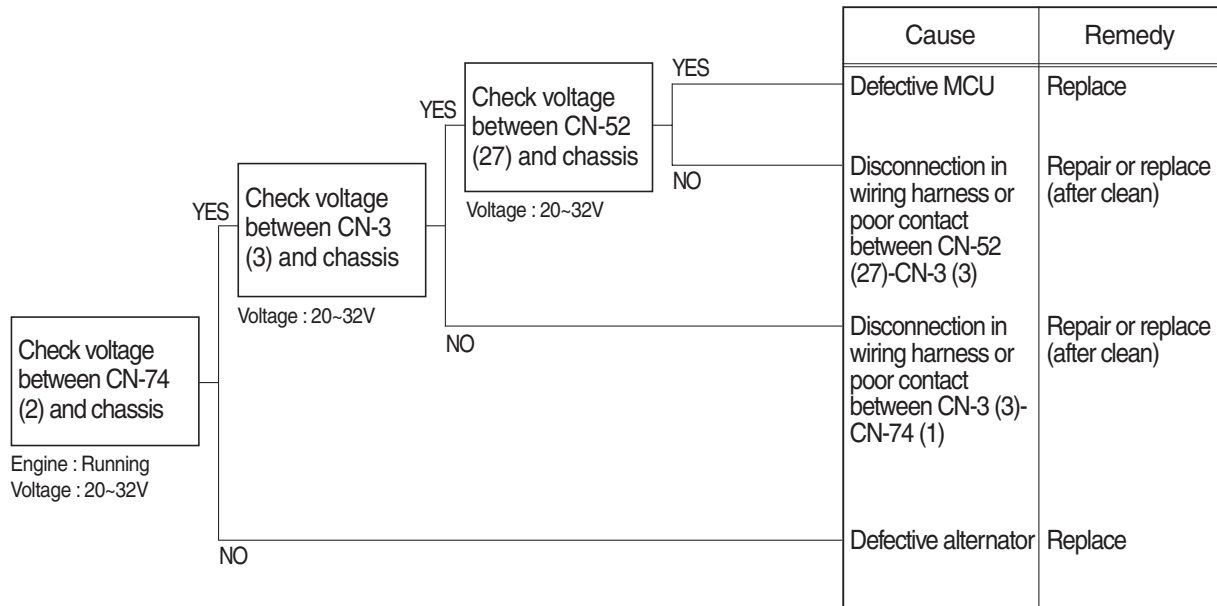 Cause
Remedy
YES
Defective MCU
Replace
Check voltage
between CN-52
(27) and chassis
YES
NO
Disconnection in
wiring harness or
poor contact
between CN-52
(27)-CN-3 (3)
Repair or replace
(after clean)
Voltage : 20~32V
Check voltage
between CN-3
(3) and chassis
YES
Voltage : 20~32V
NO
Disconnection in
wiring harness or
poor contact
between CN-3 (3)-
CN-74 (1)
Repair or replace
(after clean)
Check voltage
between CN-74
(2) and chassis
Engine : Running
Voltage : 20~32V
NO
Defective alternator
Replace